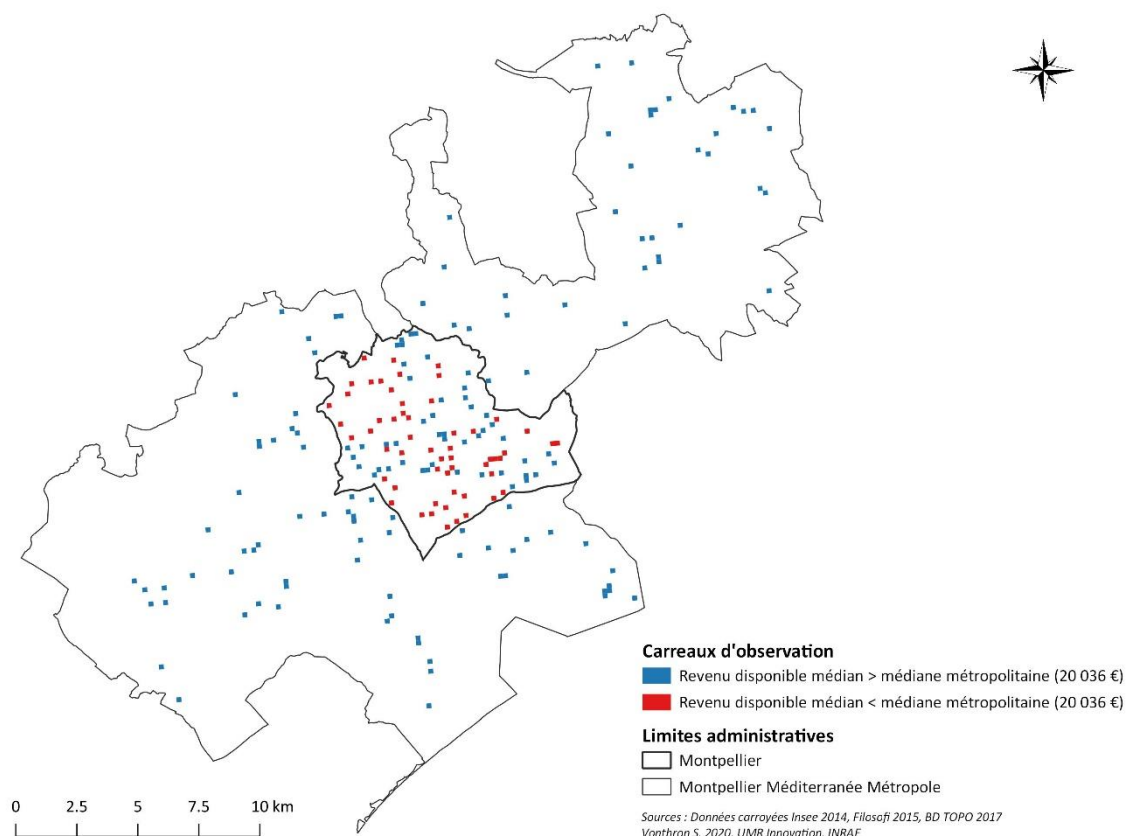 Carreaux d'observation
Revenu disponible médian > médiane métropolitaine (20 036 €)
Revenu disponible médian < médiane métropolitaine (20 036 €)
Limites administratives
Montpellier
Montpellier Méditerranée Métropole
0 2.5 5 7.5 10 km
Sources : Données carroyées Insee 2014, Filosofi 2015, BD TOPO 2017
Vonthron S. 2020, UMR Innovation, INRAE